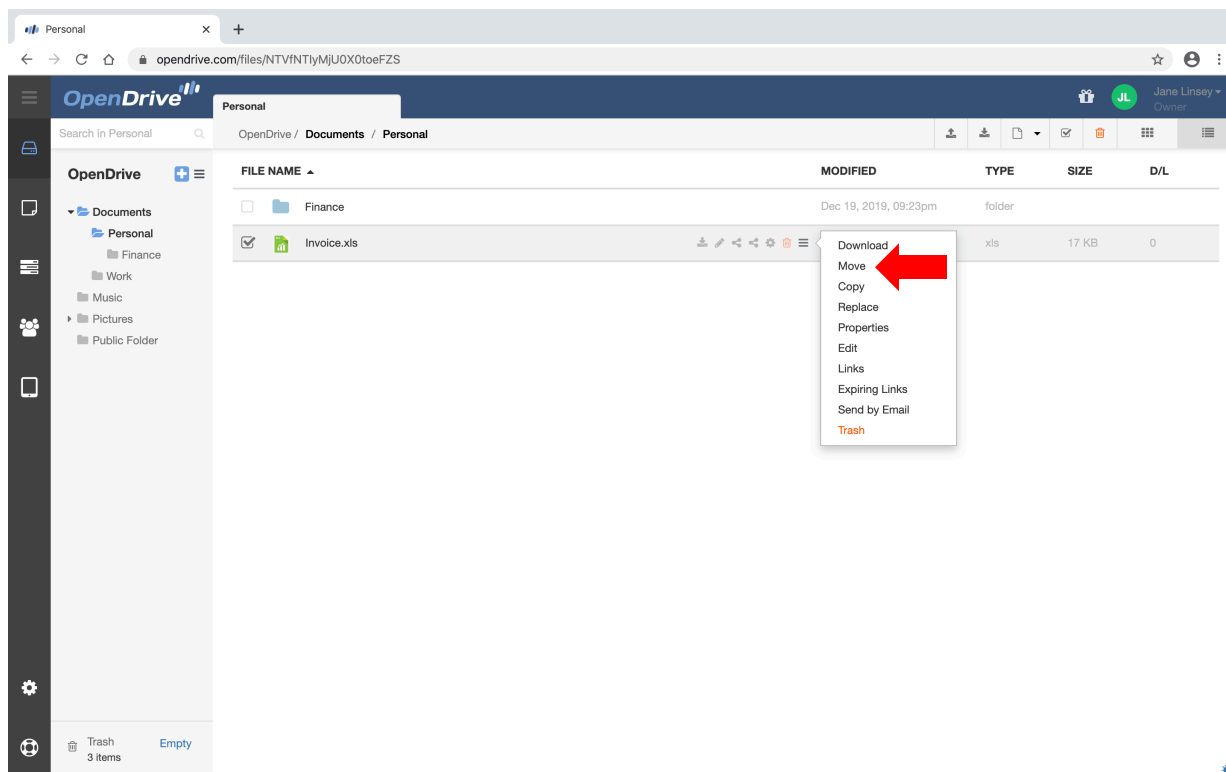 Personal
opendrive.com/files/NTVfNTIyMjU0X0toeFZS
OpenDrive
Personal
JL
Jane Linsey
Owner
Search in Personal
OpenDrive / Documents / Personal
OpenDrive
FILE NAME MODIFIED TYPE SIZE D/L
Documents
Personal
Finance
Work
Music
Pictures
Public Folder
Finance Dec 19, 2019, 09:23pm folder
Invoice.xls xls 17 KB 0
Download
Move
Copy
Replace
Properties
Edit
Links
Expiring Links
Send by Email
Trash
Trash Empty
3 items